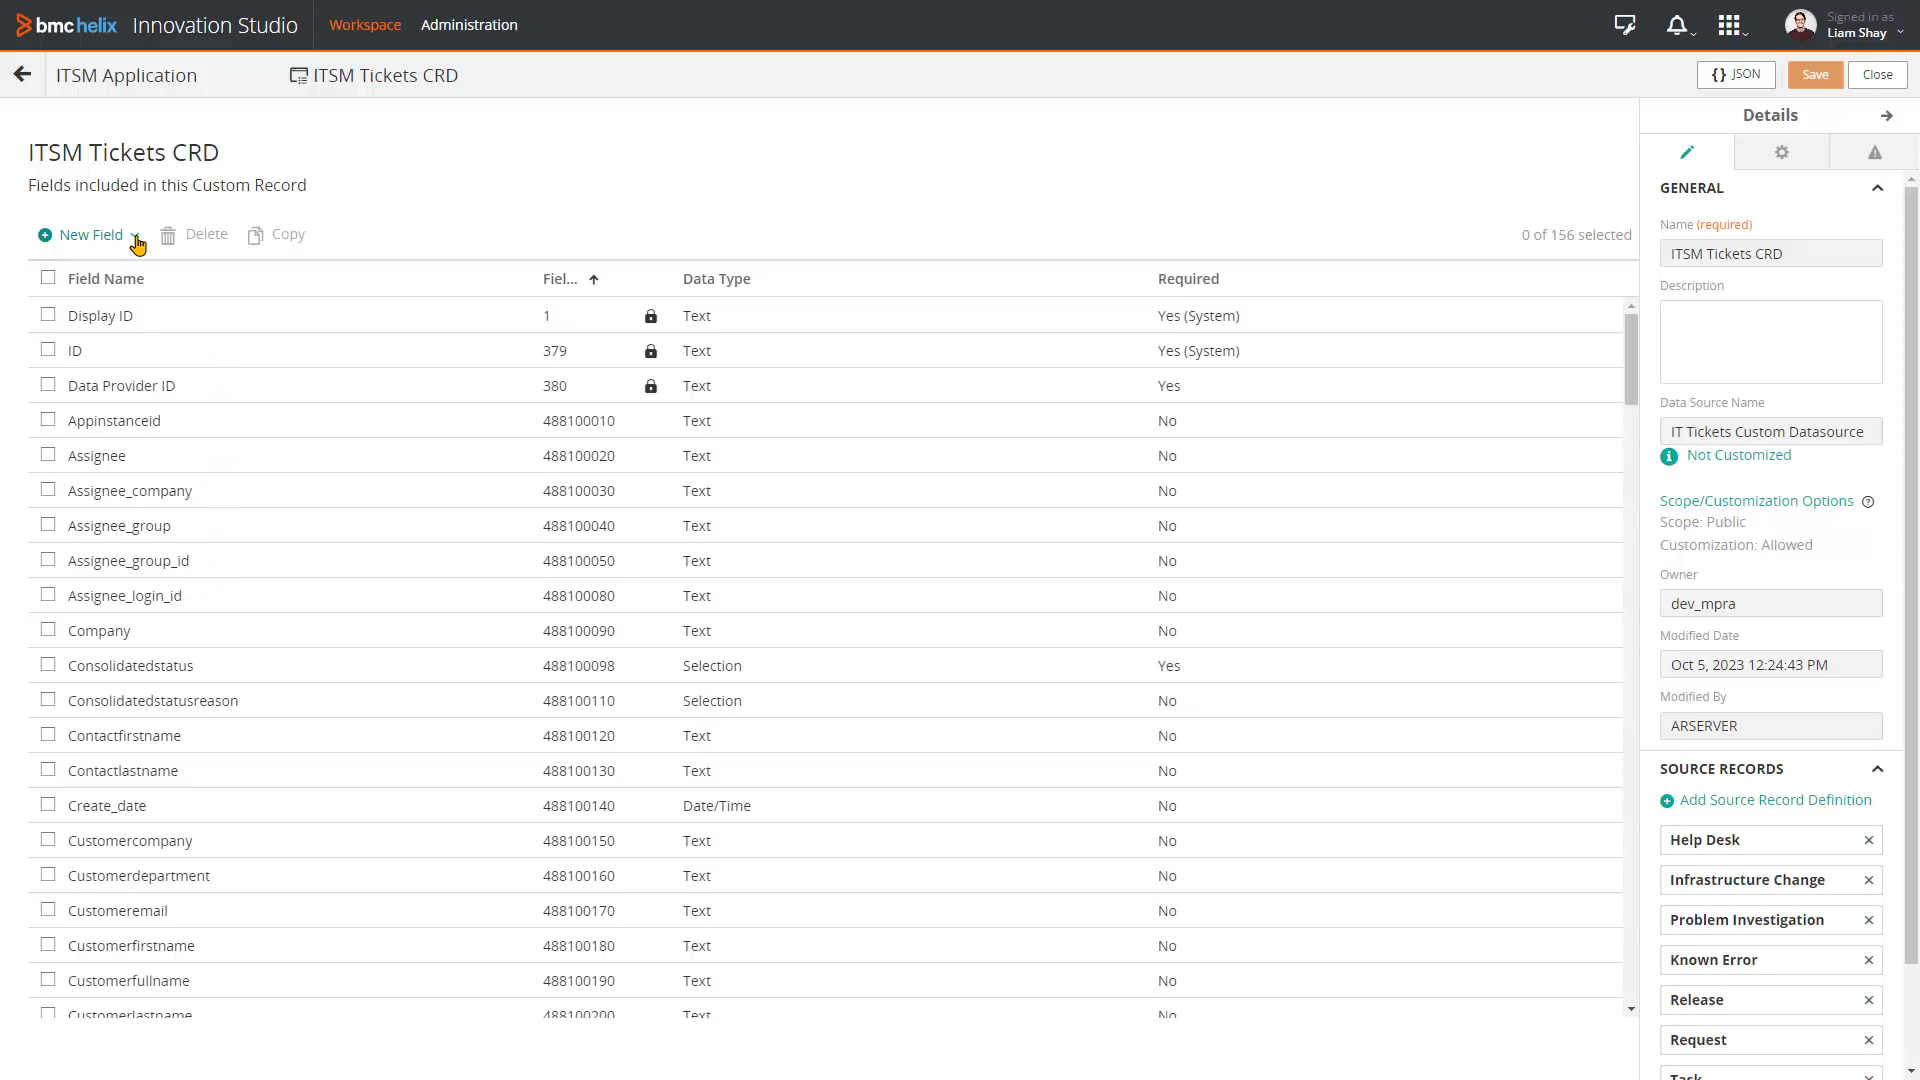 bmchelix Innovation Studio Workspace Administration Signed in as Liam Shay
ITSM Application ITSM Tickets CRD {} JSON Save Close
ITSM Tickets CRD
Fields included in this Custom Record
New Field Delete Copy 0 of 156 selected
Field Name Fiel... Data Type Required
Display ID 1 Text Yes (System)
ID 379 Text Yes (System)
Data Provider ID 380 Text Yes
Appinstanceid 488100010 Text No
Assignee 488100020 Text No
Assignee_company 488100030 Text No
Assignee_group 488100040 Text No
Assignee_group_id 488100050 Text No
Assignee_login_id 488100080 Text No
Company 488100090 Text No
Consolidatedstatus 488100098 Selection Yes
Consolidatedstatusreason 488100110 Selection No
Contactfirstname 488100120 Text No
Contactlastname 488100130 Text No
Create_date 488100140 Date/Time No
Customercompany 488100150 Text No
Customerdepartment 488100160 Text No
Customeremail 488100170 Text No
Customerfirstname 488100180 Text No
Customerfullname 488100190 Text No
Customerlastname 488100200 Text No
Details
GENERAL
Name (required)
ITSM Tickets CRD
Description
Data Source Name
IT Tickets Custom Datasource
Not Customized
Scope/Customization Options
Scope: Public
Customization: Allowed
Owner
dev_mpra
Modified Date
Oct 5, 2023 12:24:43 PM
Modified By
ARSERVER
SOURCE RECORDS
Add Source Record Definition
Help Desk
Infrastructure Change
Problem Investigation
Known Error
Release
Request
Task